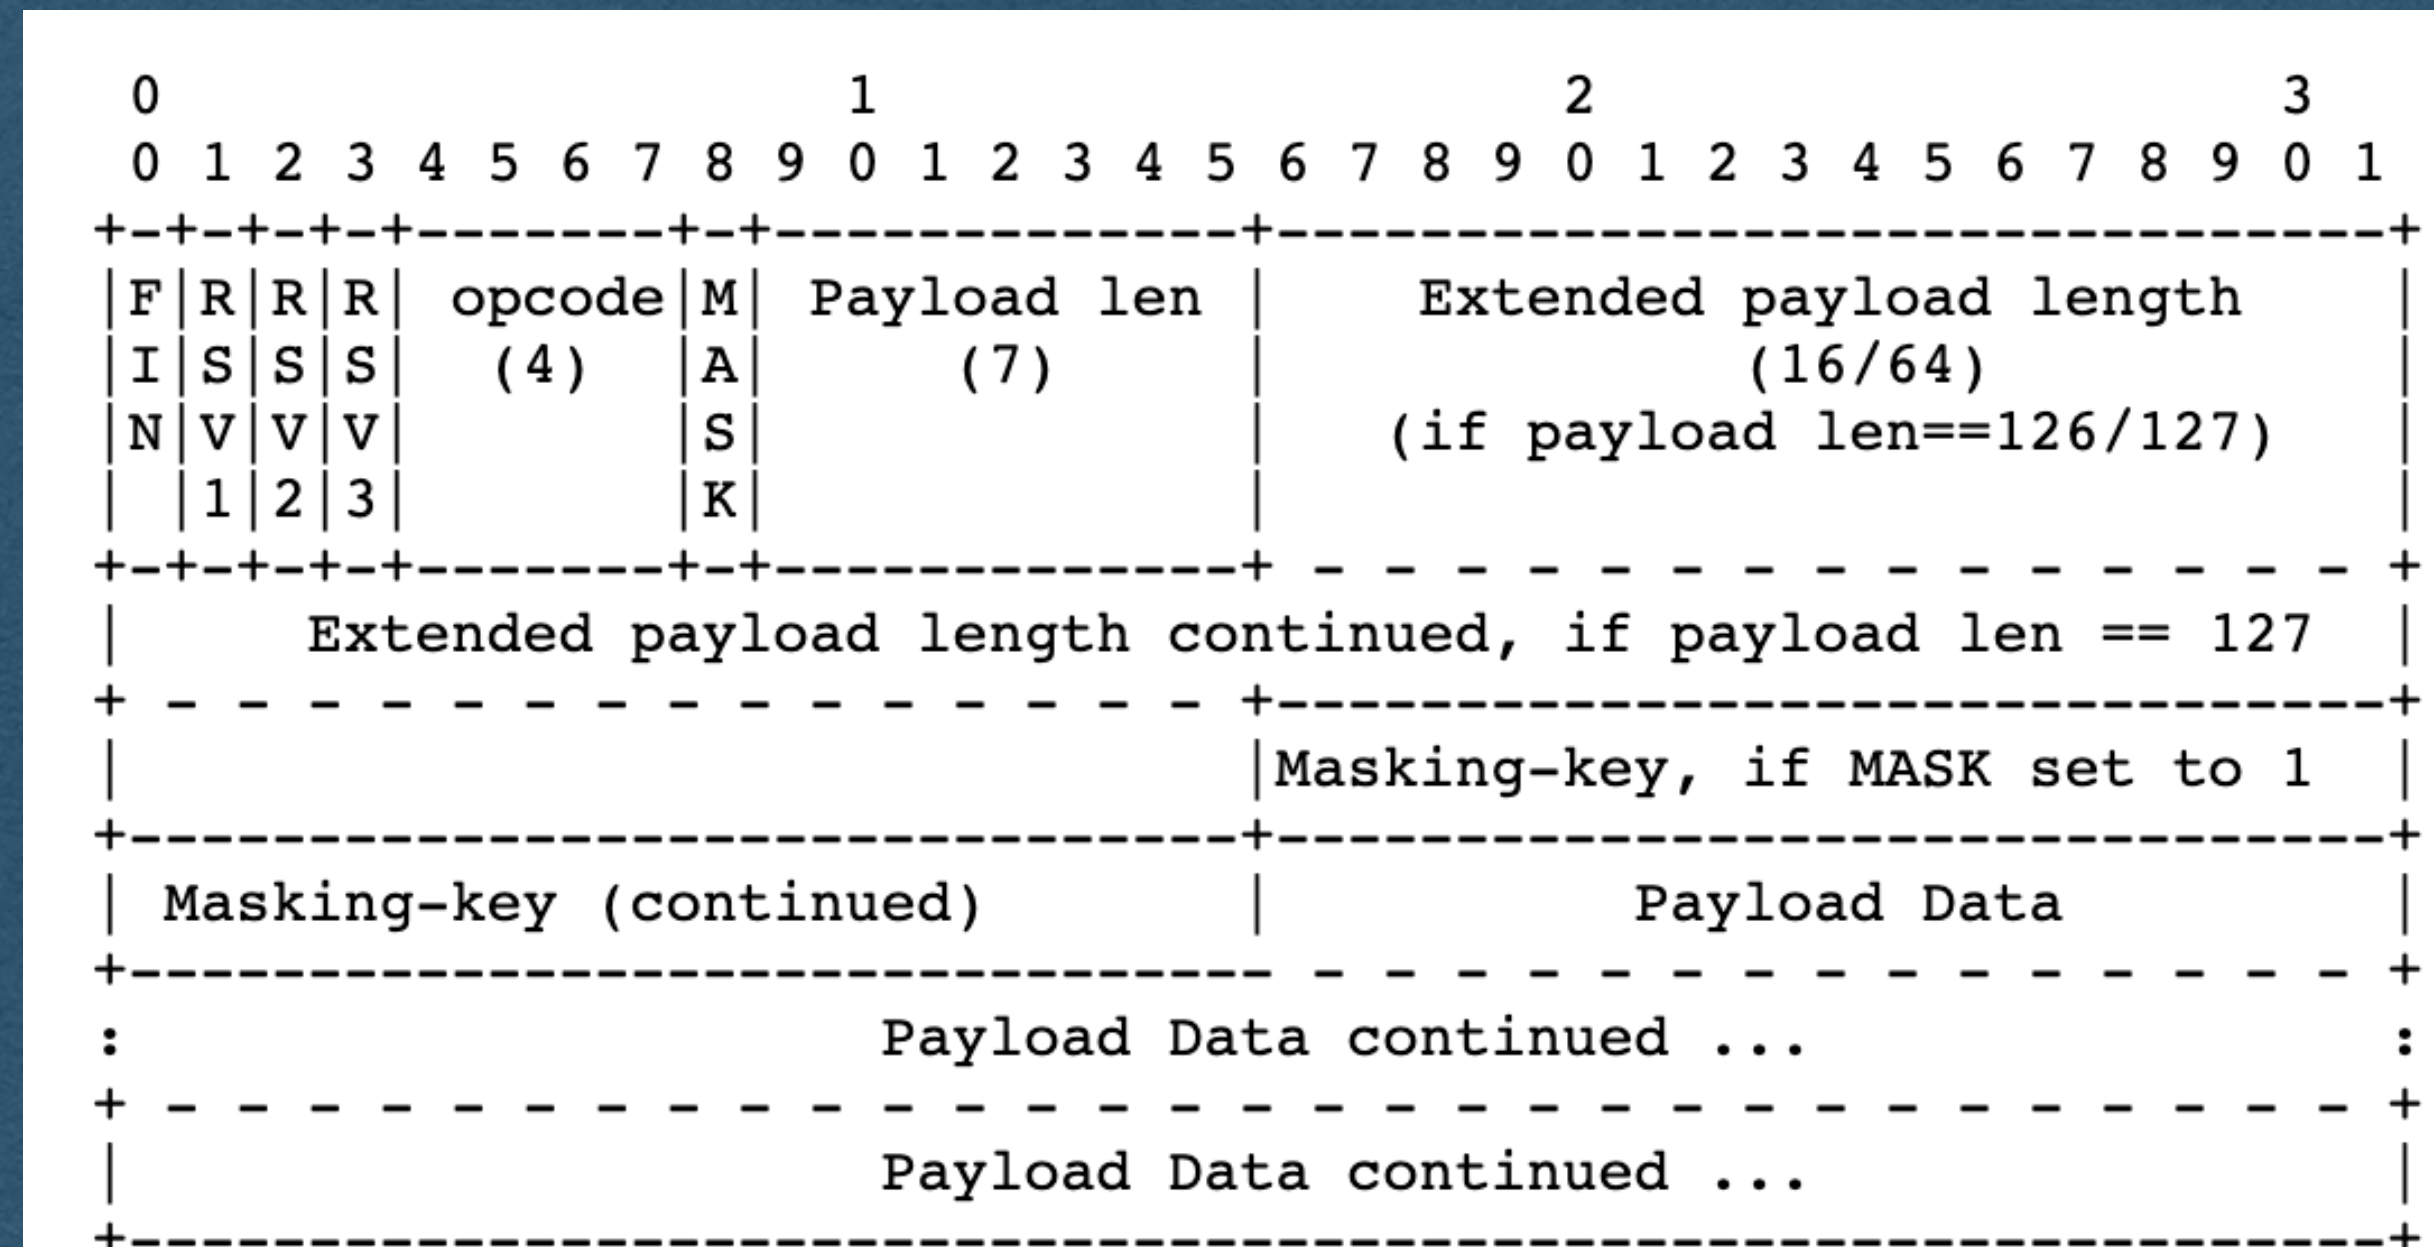 0                   1                   2                   3
 0 1 2 3 4 5 6 7 8 9 0 1 2 3 4 5 6 7 8 9 0 1 2 3 4 5 6 7 8 9 0 1
+-+-+-+-+-------+-+-------------+-------------------------------+
|F|R|R|R| opcode|M| Payload len |    Extended payload length    |
|I|S|S|S|  (4)  |A|     (7)     |             (16/64)           |
|N|V|V|V|       |S|             |   (if payload len==126/127)   |
| |1|2|3|       |K|             |                               |
+-+-+-+-+-------+-+-------------+ - - - - - - - - - - - - - - - +
|     Extended payload length continued, if payload len == 127  |
+ - - - - - - - - - - - - - - - +-------------------------------+
|                               |Masking-key, if MASK set to 1  |
+-------------------------------+-------------------------------+
| Masking-key (continued)       |          Payload Data         |
+-------------------------------- - - - - - - - - - - - - - - - +
:                     Payload Data continued ...                :
+ - - - - - - - - - - - - - - - - - - - - - - - - - - - - - - - +
|                     Payload Data continued ...                |
+---------------------------------------------------------------+